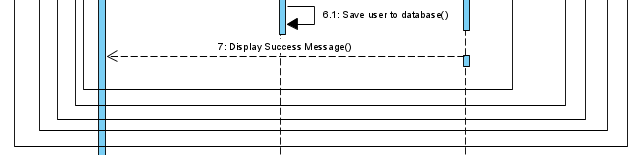 6.1: Save user to database()
7: Display Success Message()